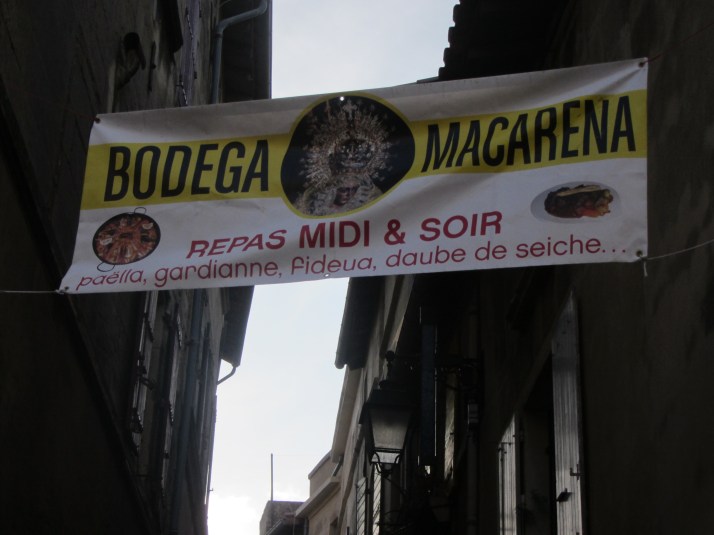 BODEGA MACARENA
REPAS MIDI & SOIR
paëlla, gardianne, fideua, daube de seiche...